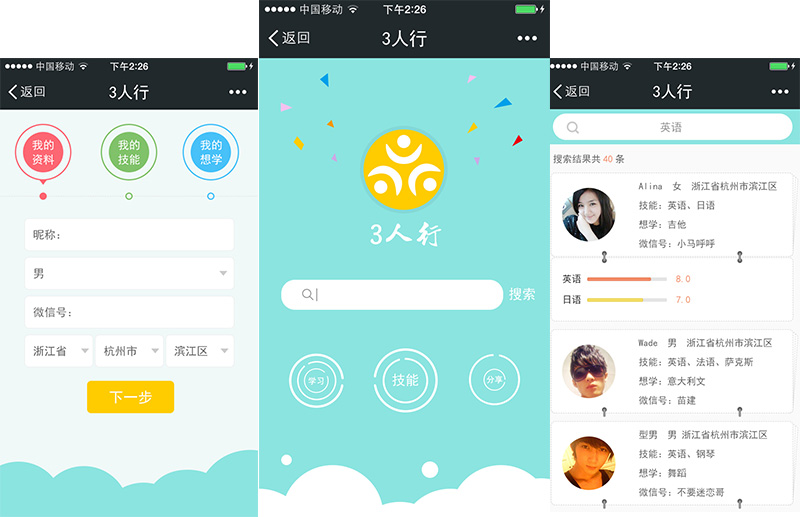 中国移动 下午2:26
返回 3人行
我的资料 我的技能 我的想学
昵称：
男
微信号：
浙江省 杭州市 滨江区
下一步
中国移动 下午2:26
返回 3人行
3人行
搜索
学习 技能 分享
中国移动 下午2:26
返回 3人行
英语
搜索结果共 40 条
Alina 女 浙江省杭州市滨江区
技能：英语、日语
想学：吉他
微信号：小马呼呼
英语 8.0
日语 7.0
Wade 男 浙江省杭州市滨江区
技能：英语、法语、萨克斯
想学：意大利文
微信号：苗建
型男 男 浙江省杭州市滨江区
技能：英语、钢琴
想学：舞蹈
微信号：不要迷恋哥